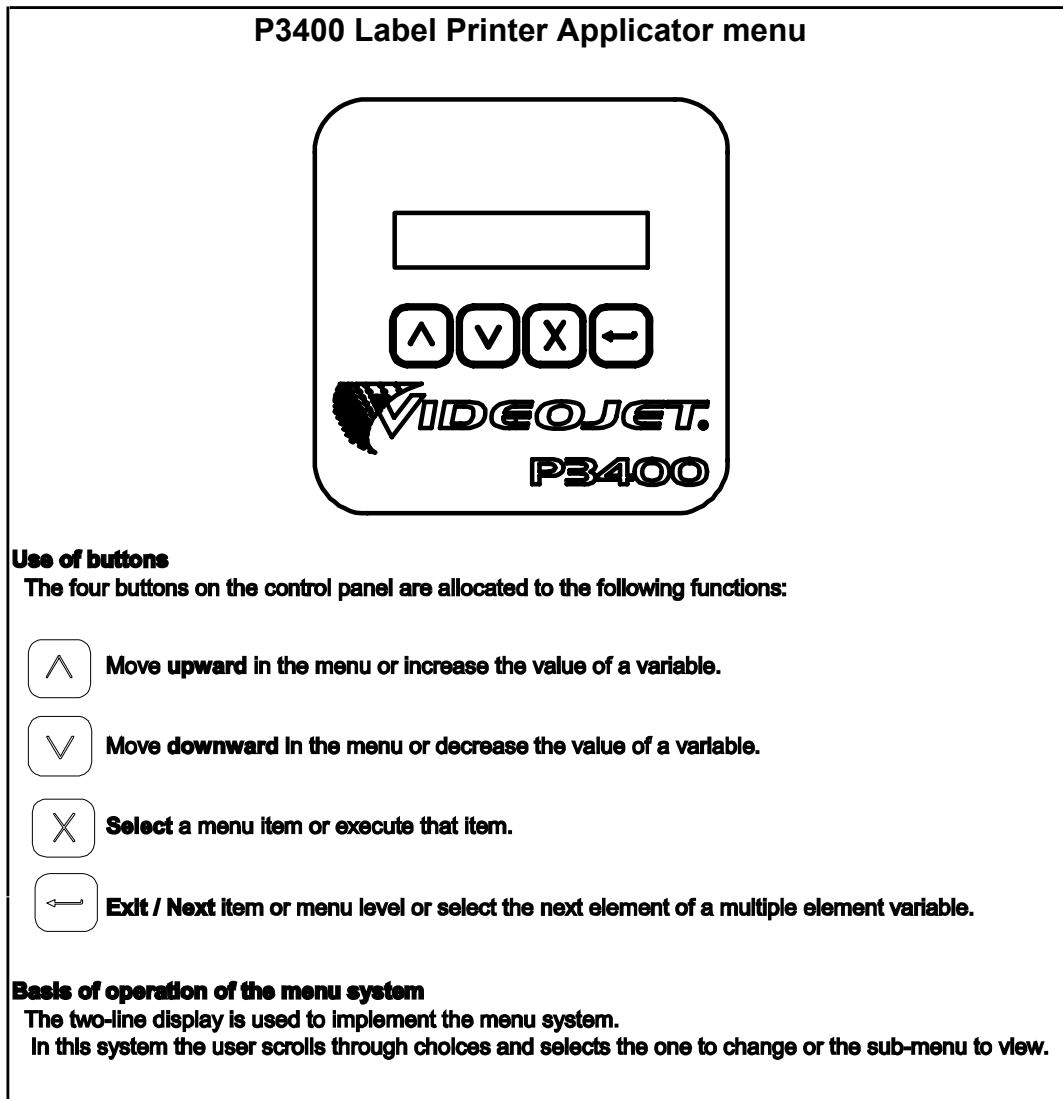 P3400 Label Printer Applicator menu
VIDEOJET.
P3400
Use of buttons
The four buttons on the control panel are allocated to the following functions:
Move upward in the menu or increase the value of a variable.
Move downward in the menu or decrease the value of a variable.
X Select a menu item or execute that item.
Exit / Next item or menu level or select the next element of a multiple element variable.
Basis of operation of the menu system
The two-line display is used to implement the menu system.
In this system the user scrolls through choices and selects the one to change or the sub-menu to view.